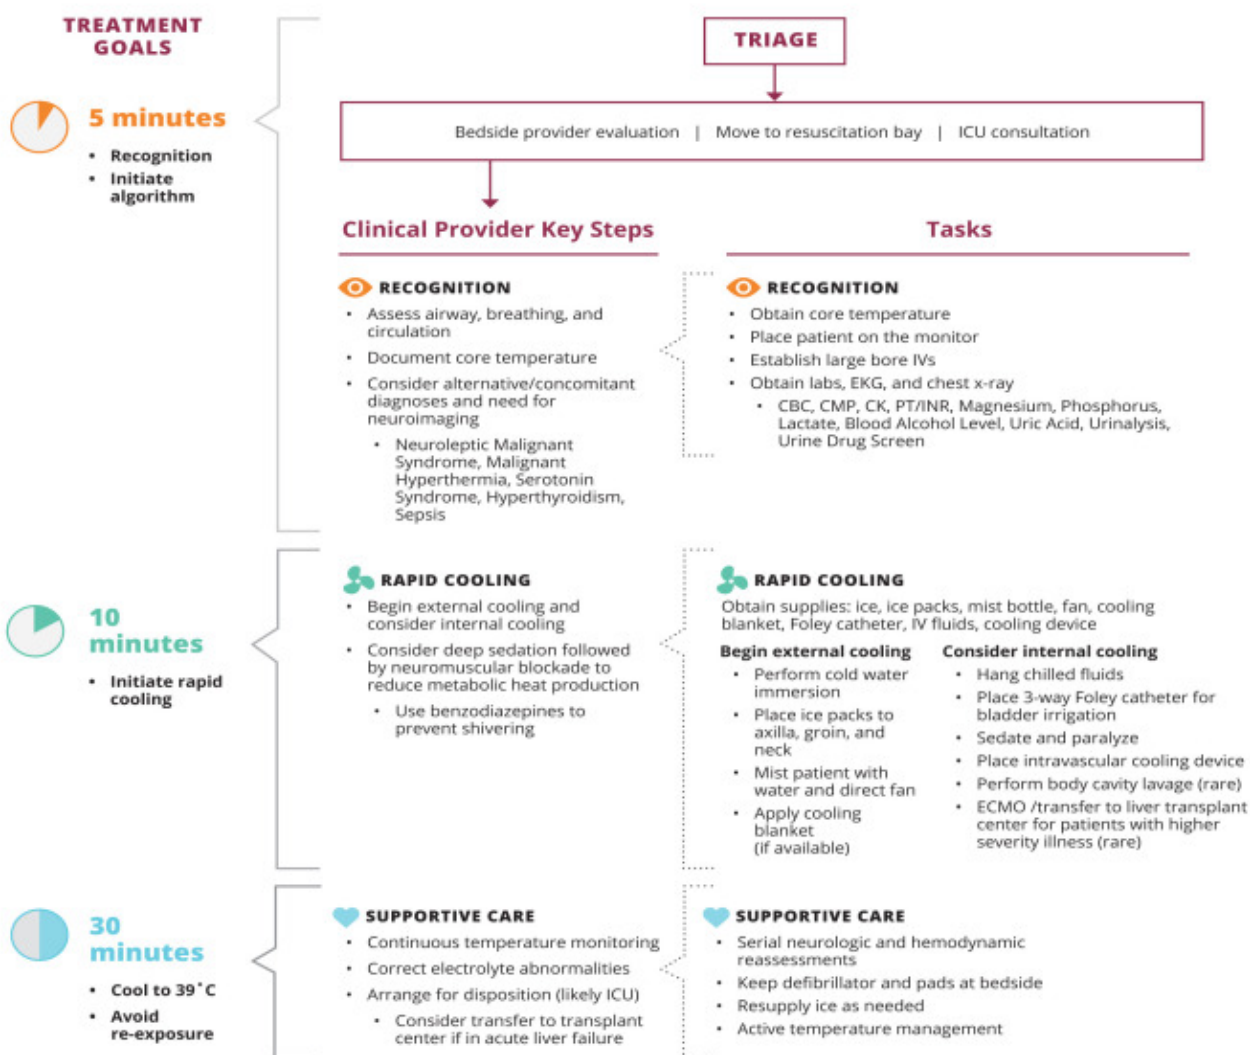 TREATMENT
GOALS
TRIAGE
5 minutes
• Recognition
• Initiate
algorithm
Bedside provider evaluation | Move to resuscitation bay | ICU consultation
Clinical Provider Key Steps
RECOGNITION
• Assess airway, breathing, and
circulation
• Document core temperature
• Consider alternative/concomitant
diagnoses and need for
neuroimaging
• Neuroleptic Malignant
Syndrome, Malignant
Hyperthermia, Serotonin
Syndrome, Hyperthyroidism,
Sepsis
Tasks
RECOGNITION
• Obtain core temperature
• Place patient on the monitor
• Establish large bore IVs
• Obtain labs, EKG, and chest x-ray
• CBC, CMP, CK, PT/INR, Magnesium, Phosphorus,
Lactate, Blood Alcohol Level, Uric Acid, Urinalysis,
Urine Drug Screen
10
minutes
• Initiate rapid
cooling
RAPID COOLING
• Begin external cooling and
consider internal cooling
• Consider deep sedation followed
by neuromuscular blockade to
reduce metabolic heat production
• Use benzodiazepines to
prevent shivering
RAPID COOLING
Obtain supplies: ice, ice packs, mist bottle, fan, cooling
blanket, Foley catheter, IV fluids, cooling device
Begin external cooling
• Perform cold water
immersion
• Place ice packs to
axilla, groin, and
neck
• Mist patient with
water and direct fan
• Apply cooling
blanket
(if available)
Consider internal cooling
• Hang chilled fluids
• Place 3-way Foley catheter for
bladder irrigation
• Sedate and paralyze
• Place intravascular cooling device
• Perform body cavity lavage (rare)
• ECMO /transfer to liver transplant
center for patients with higher
severity illness (rare)
30
minutes
• Cool to 39˚C
• Avoid
re-exposure
SUPPORTIVE CARE
• Continuous temperature monitoring
• Correct electrolyte abnormalities
• Arrange for disposition (likely ICU)
• Consider transfer to transplant
center if in acute liver failure
SUPPORTIVE CARE
• Serial neurologic and hemodynamic
reassessments
• Keep defibrillator and pads at bedside
• Resupply ice as needed
• Active temperature management